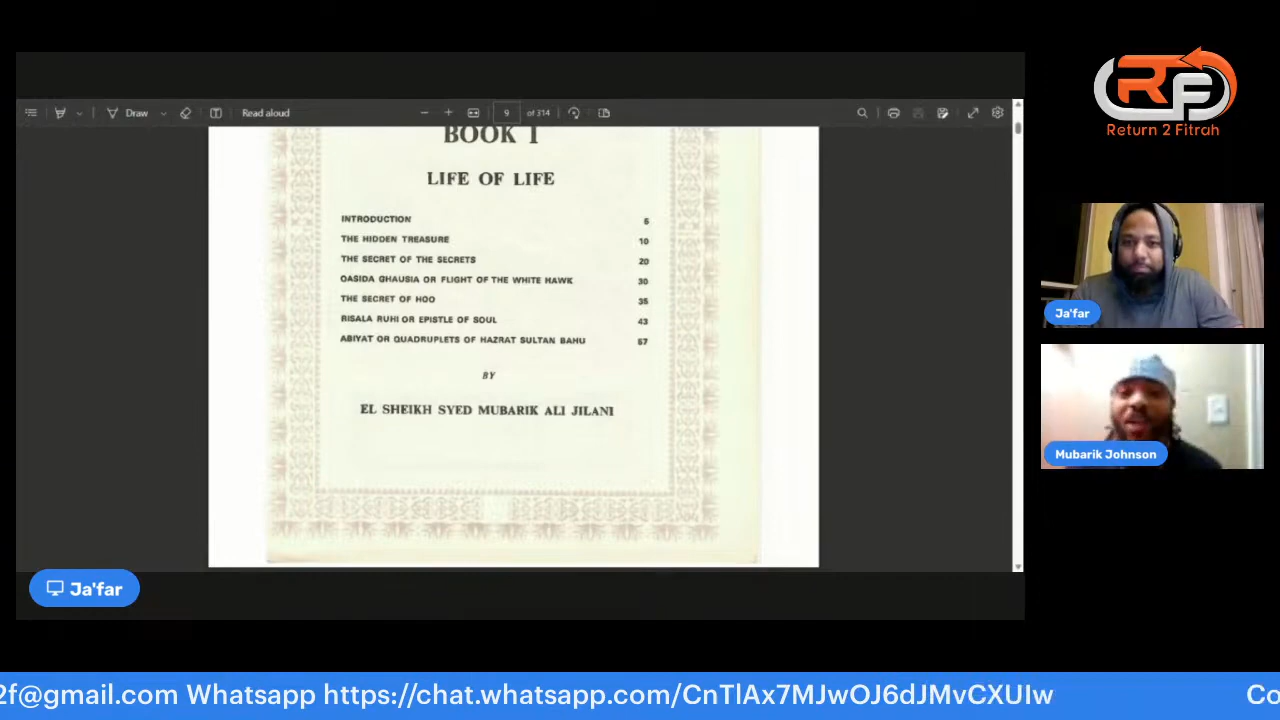 Draw
Read aloud
9 of 314
BOOK I
LIFE OF LIFE
INTRODUCTION 5
THE HIDDEN TREASURE 10
THE SECRET OF THE SECRETS 20
QASIDA GHAUSIA OR FLIGHT OF THE WHITE HAWK 30
THE SECRET OF HOO 35
RISALA RUHI OR EPISTLE OF SOUL 43
ABIYAT OR QUADRUPLETS OF HAZRAT SULTAN BAHU 57
BY
EL SHEIKH SYED MUBARIK ALI JILANI
RF
Return 2 Fitrah
Ja'far
Mubarik Johnson
Ja'far
2f@gmail.com Whatsapp https://chat.whatsapp.com/CnTlAx7MJwOJ6dJMvCXUIw Co